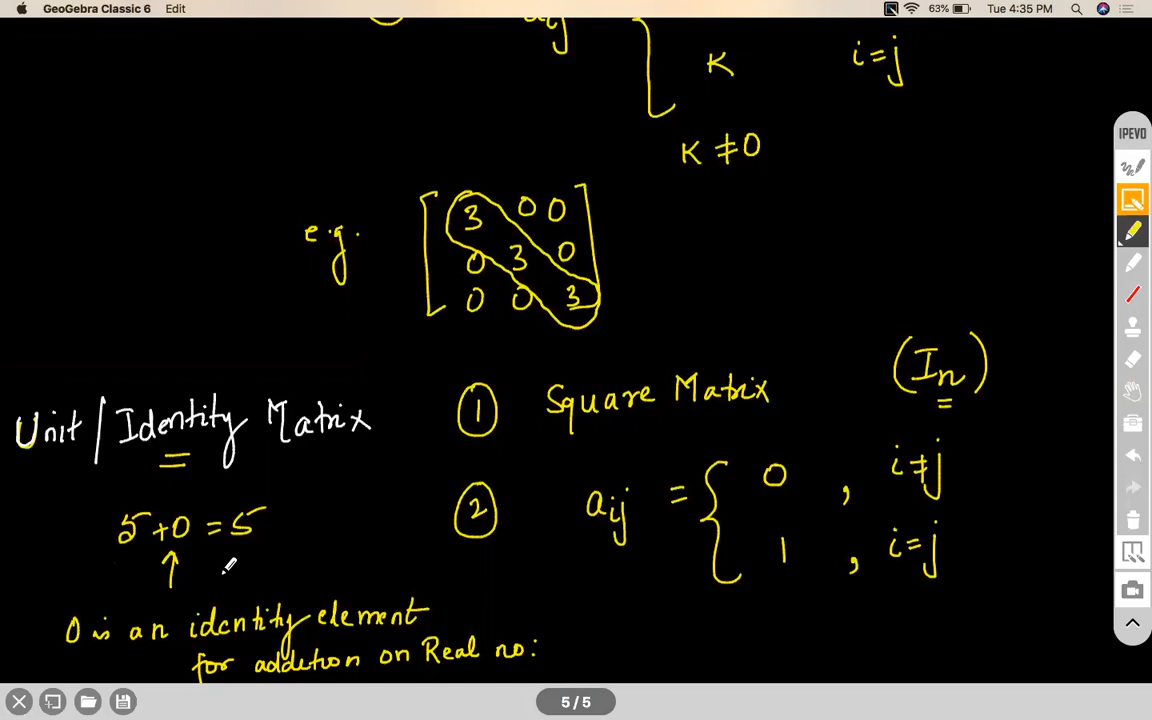 GeoGebra Classic 6 Edit 63% Tue 4:35 PM
aij
K i=j
K ≠ 0
IPEVO
e.g.
3 0 0
0 3 0
0 0 3
(In)
Unit/Identity Matrix
① Square Matrix
② aij = { 0 , i≠j
1 , i=j
5+0=5
0 is an identity element
for addition on Real no:
5/5